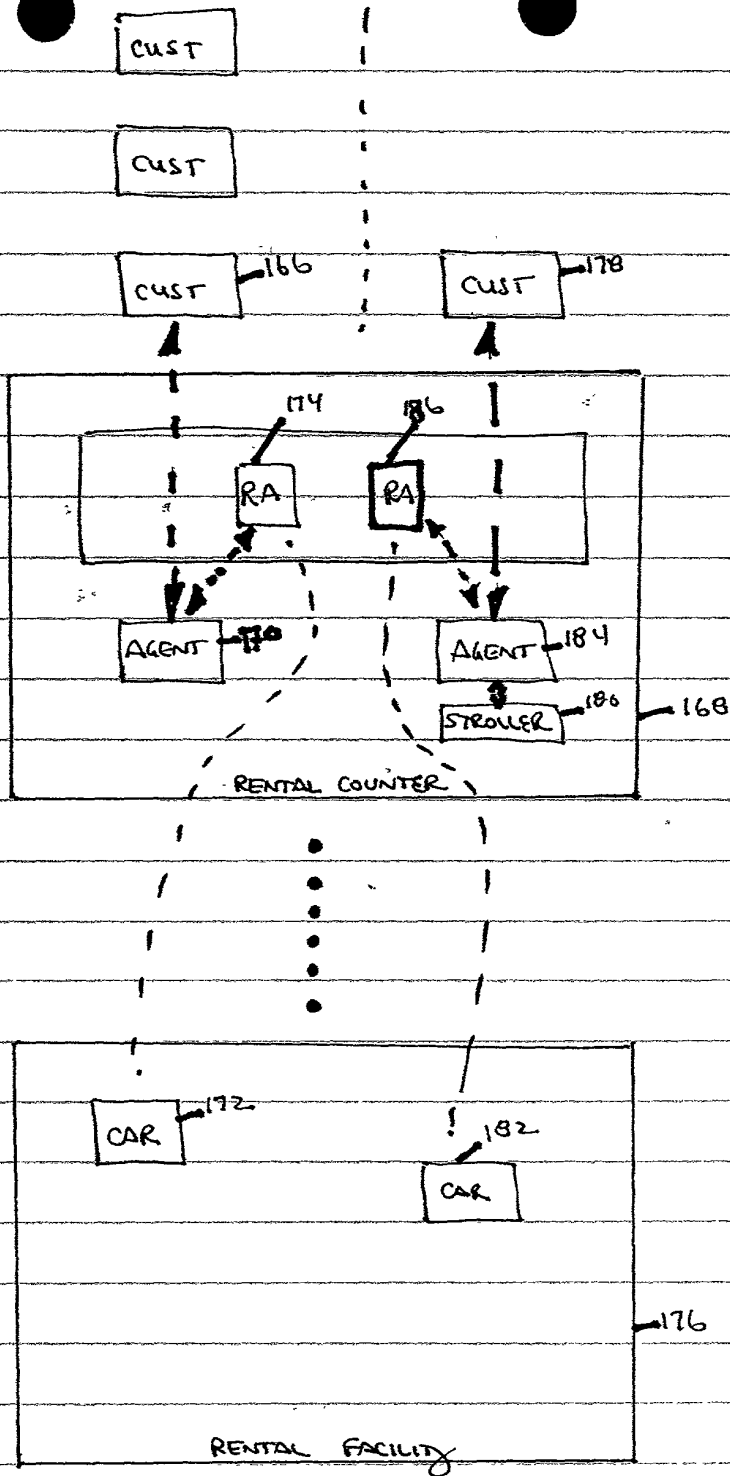 CUST
CUST
CUST 166
CUST 178
174
RA
RA
AGENT
AGENT 184
STROLLER 180
168
RENTAL COUNTER
CAR 172
182
CAR
176
RENTAL FACILITY